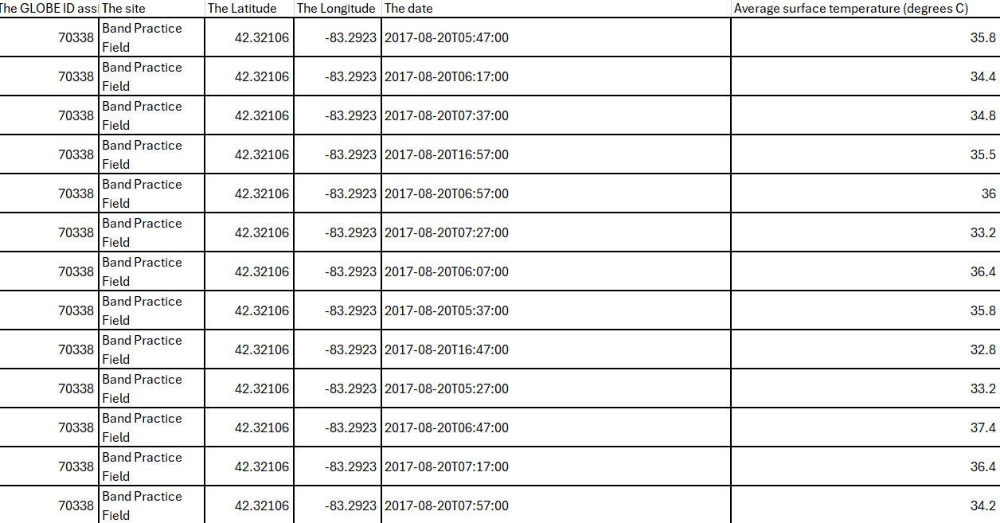 The GLOBE ID assi The site The Latitude The Longitude The date Average surface temperature (degrees C)
70338 Band Practice Field 42.32106 -83.2923 2017-08-20T05:47:00 35.8
70338 Band Practice Field 42.32106 -83.2923 2017-08-20T06:17:00 34.4
70338 Band Practice Field 42.32106 -83.2923 2017-08-20T07:37:00 34.8
70338 Band Practice Field 42.32106 -83.2923 2017-08-20T16:57:00 35.5
70338 Band Practice Field 42.32106 -83.2923 2017-08-20T06:57:00 36
70338 Band Practice Field 42.32106 -83.2923 2017-08-20T07:27:00 33.2
70338 Band Practice Field 42.32106 -83.2923 2017-08-20T06:07:00 36.4
70338 Band Practice Field 42.32106 -83.2923 2017-08-20T05:37:00 35.8
70338 Band Practice Field 42.32106 -83.2923 2017-08-20T16:47:00 32.8
70338 Band Practice Field 42.32106 -83.2923 2017-08-20T05:27:00 33.2
70338 Band Practice Field 42.32106 -83.2923 2017-08-20T06:47:00 37.4
70338 Band Practice Field 42.32106 -83.2923 2017-08-20T07:17:00 36.4
70338 Band Practice Field 42.32106 -83.2923 2017-08-20T07:57:00 34.2